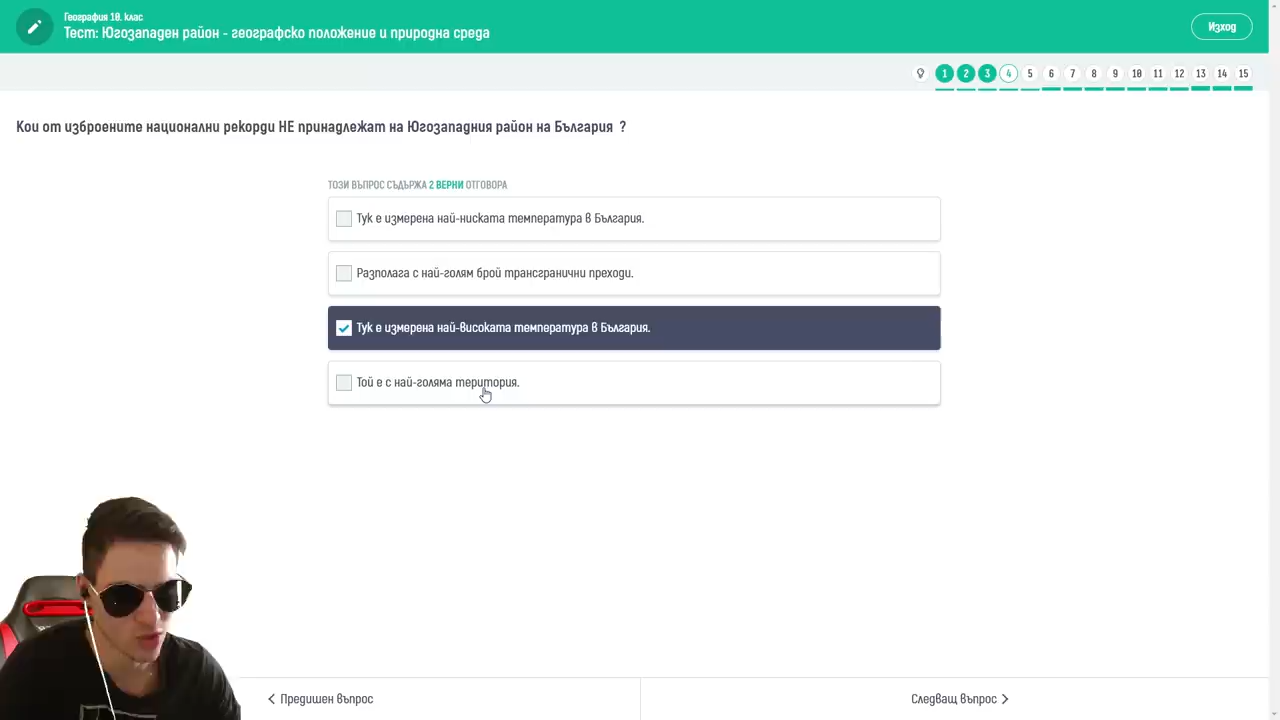 География 10. клас
Тест: Югозападен район - географско положение и природна среда
Изход
1 2 3 4 5 6 7 8 9 10 11 12 13 14 15
Кои от изброените национални рекорди НЕ принадлежат на Югозападния район на България ?
ТОЗИ ВЪПРОС СЪДЪРЖА 2 ВЕРНИ ОТГОВОРА
Тук е измерена най-ниската температура в България.
Разполага с най-голям брой трансгранични преходи.
Тук е измерена най-високата температура в България.
Той е с най-голяма територия.
Предишен въпрос
Следващ въпрос